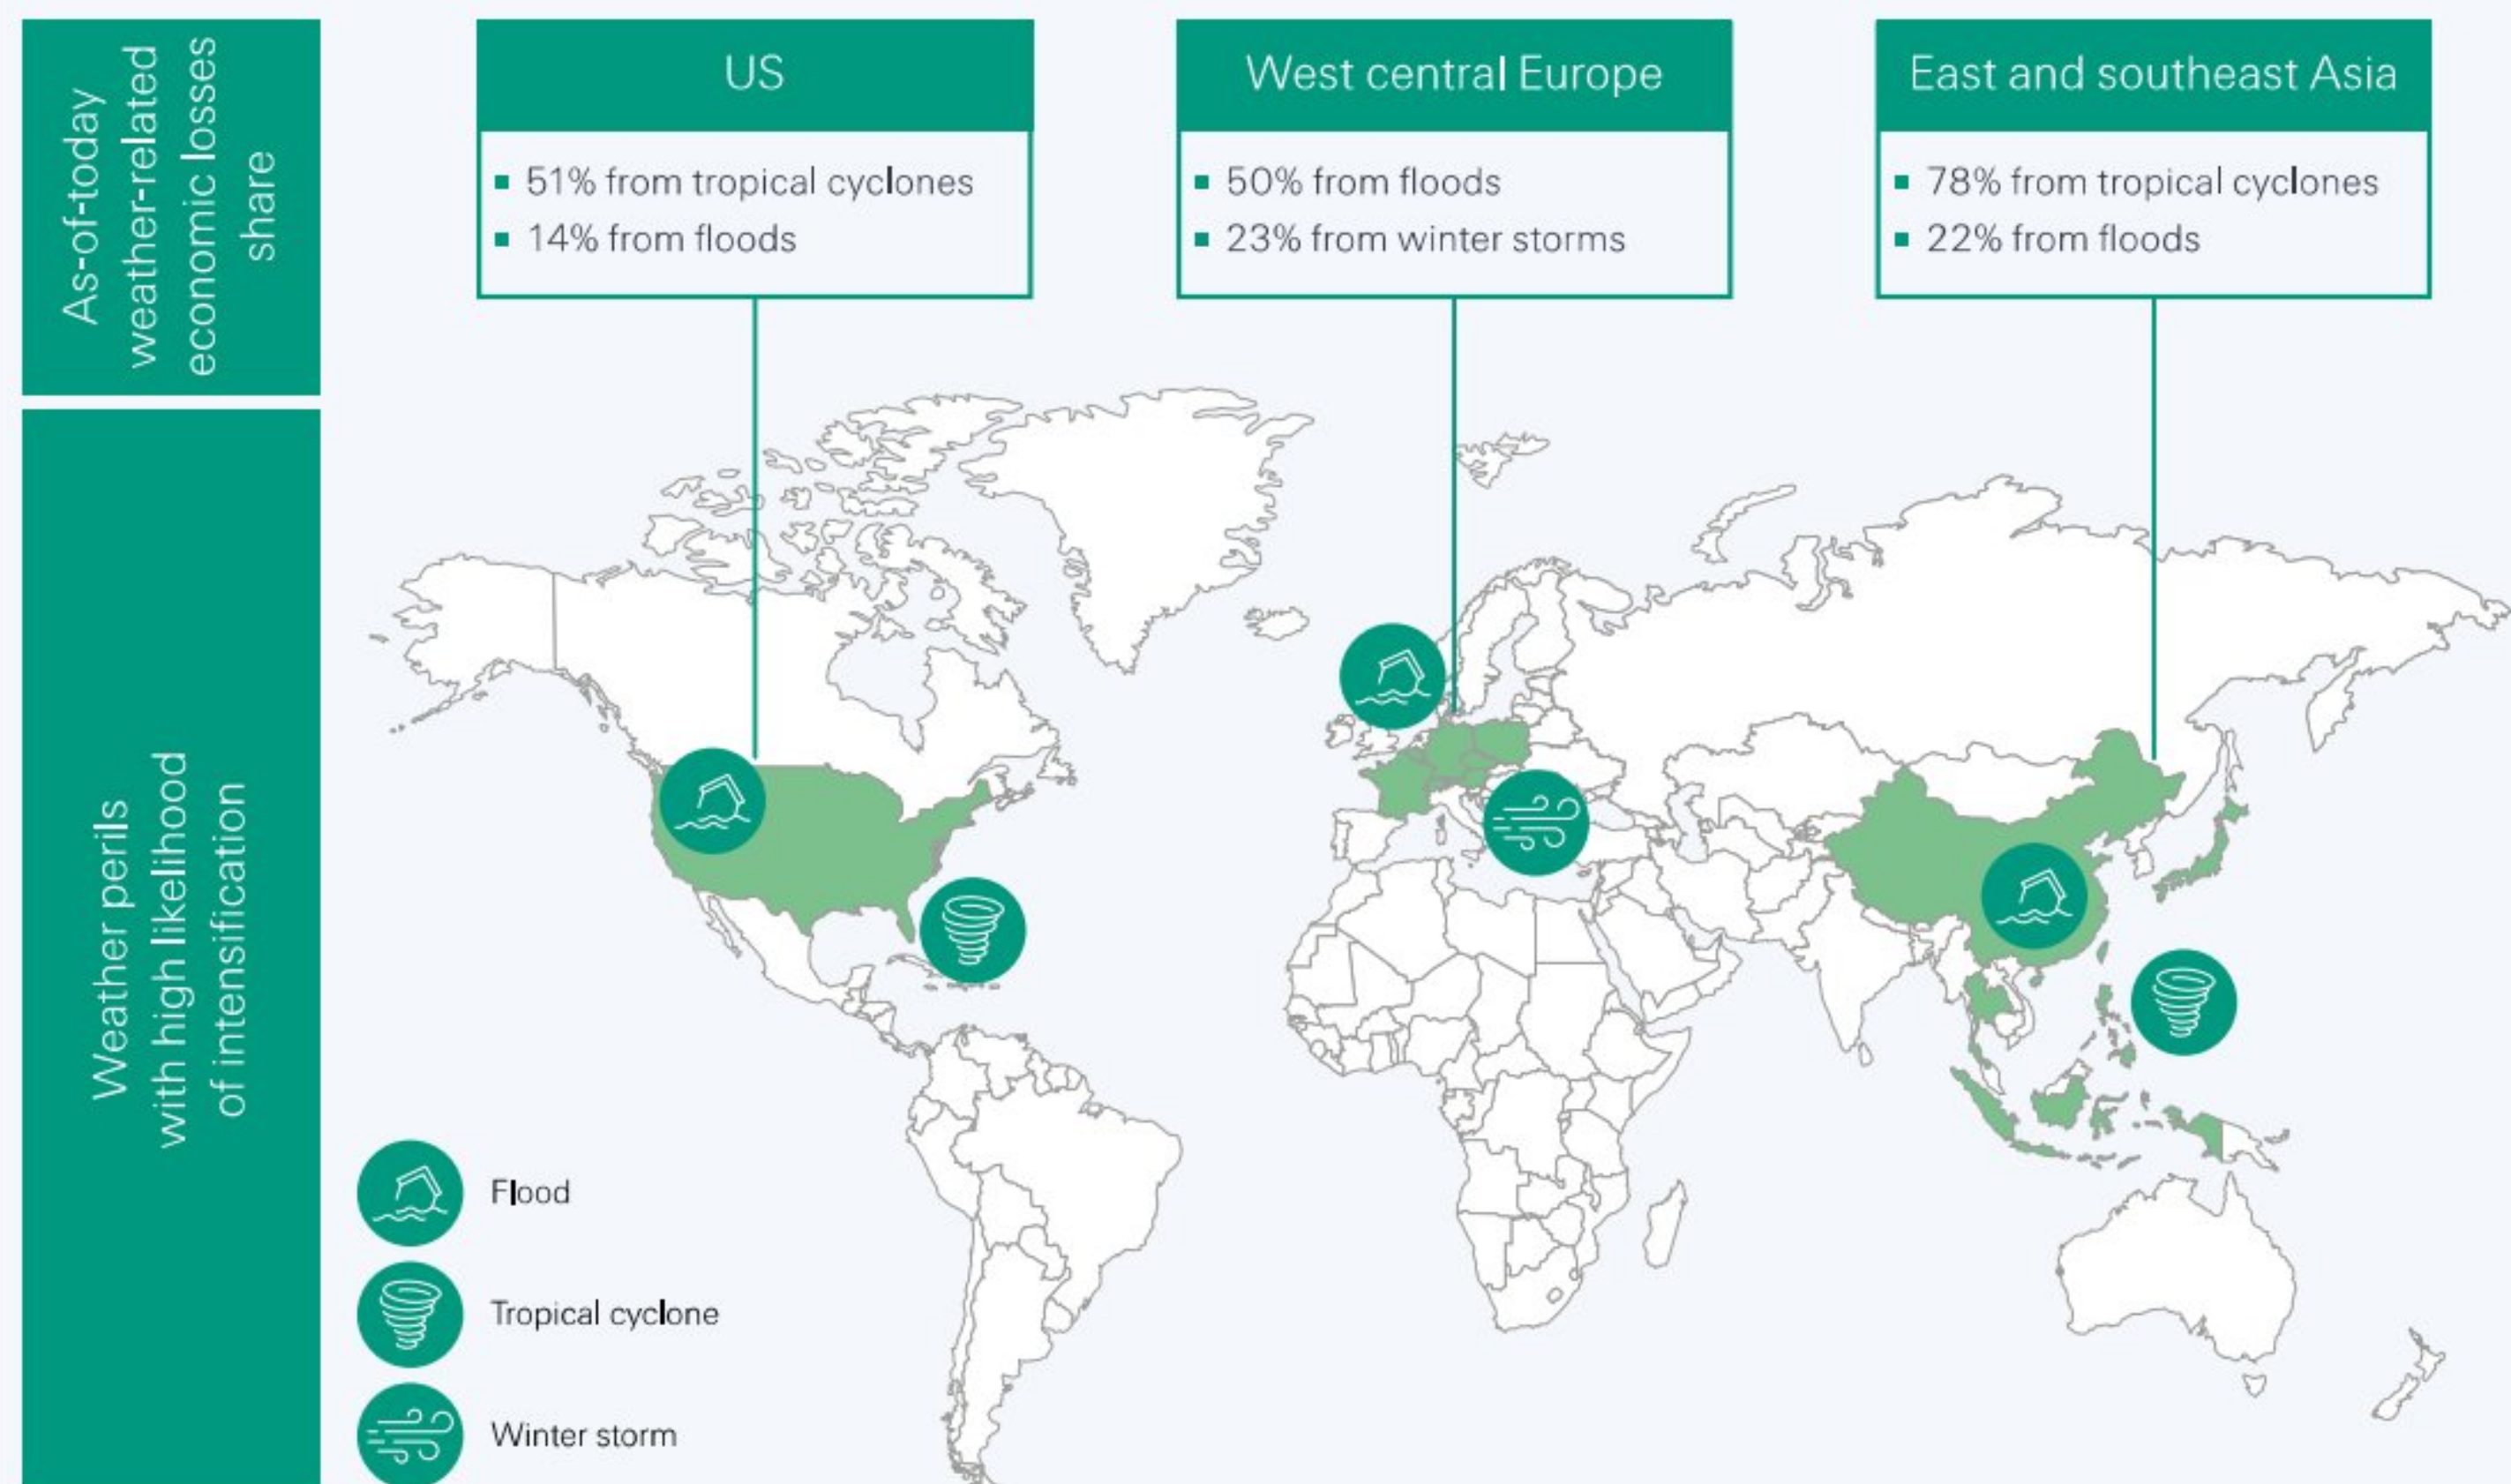 As-of-today
weather-related
economic losses
share
US
▪ 51% from tropical cyclones
▪ 14% from floods
West central Europe
▪ 50% from floods
▪ 23% from winter storms
East and southeast Asia
▪ 78% from tropical cyclones
▪ 22% from floods
Weather perils
with high likelihood
of intensification
Flood
Tropical cyclone
Winter storm